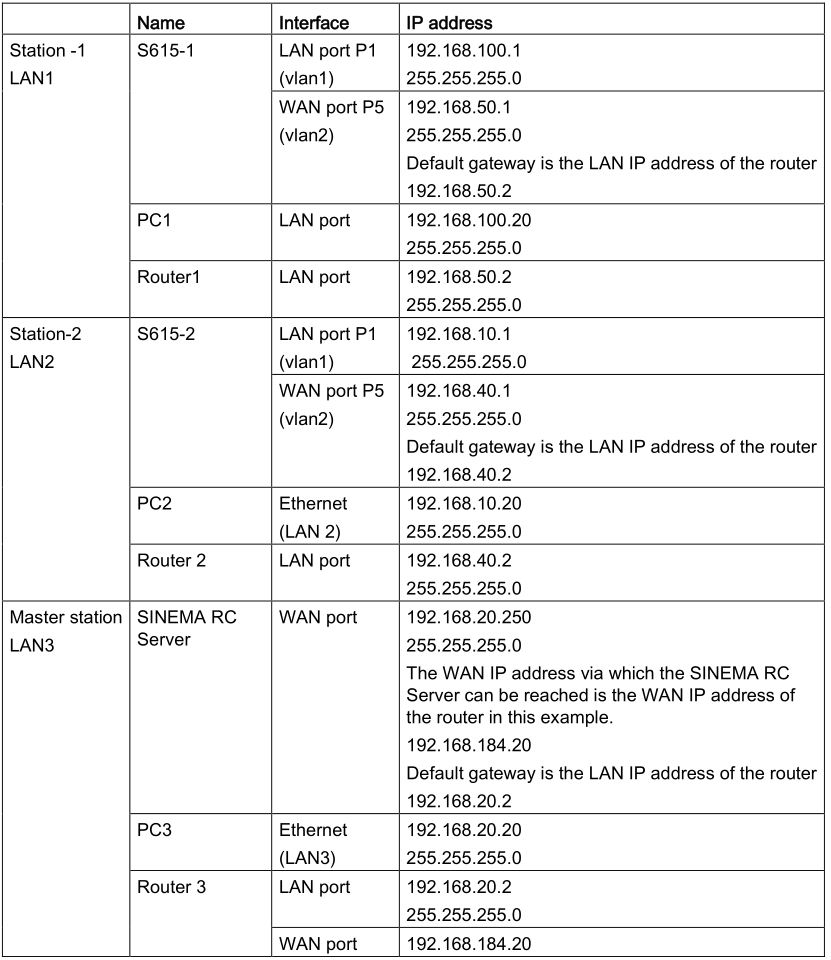 Name Interface IP address
Station -1 S615-1 LAN port P1 192.168.100.1
LAN1 (vlan1) 255.255.255.0
WAN port P5 192.168.50.1
(vlan2) 255.255.255.0
Default gateway is the LAN IP address of the router
192.168.50.2
PC1 LAN port 192.168.100.20
255.255.255.0
Router1 LAN port 192.168.50.2
255.255.255.0
Station-2 S615-2 LAN port P1 192.168.10.1
LAN2 (vlan1) 255.255.255.0
WAN port P5 192.168.40.1
(vlan2) 255.255.255.0
Default gateway is the LAN IP address of the router
192.168.40.2
PC2 Ethernet 192.168.10.20
(LAN 2) 255.255.255.0
Router 2 LAN port 192.168.40.2
255.255.255.0
Master station SINEMA RC WAN port 192.168.20.250
LAN3 Server 255.255.255.0
The WAN IP address via which the SINEMA RC
Server can be reached is the WAN IP address of
the router in this example.
192.168.184.20
Default gateway is the LAN IP address of the router
192.168.20.2
PC3 Ethernet 192.168.20.20
(LAN3) 255.255.255.0
Router 3 LAN port 192.168.20.2
255.255.255.0
WAN port 192.168.184.20